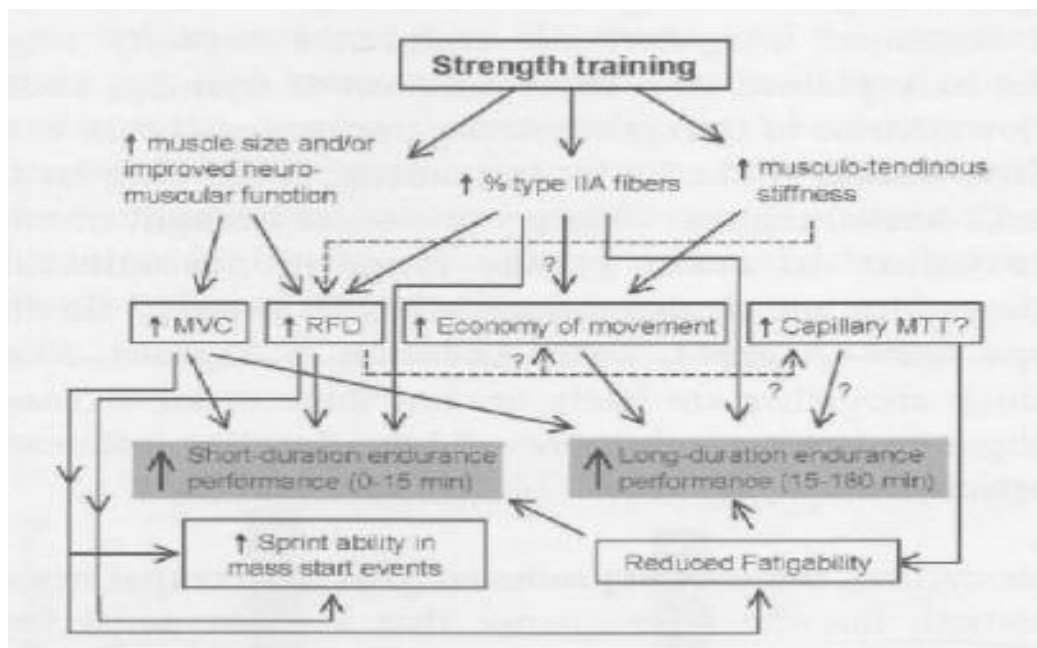 Strength training
↑ muscle size and/or
improved neuro-
muscular function
↑ % type IIA fibers
↑ musculo-tendinous
stiffness
?
↑ MVC
↑ RFD
↑ Economy of movement
↑ Capillary MTT?
?
?
?
↑ Short-duration endurance
performance (0-15 min)
↑ Long-duration endurance
performance (15-180 min)
↑ Sprint ability in
mass start events
Reduced Fatigability